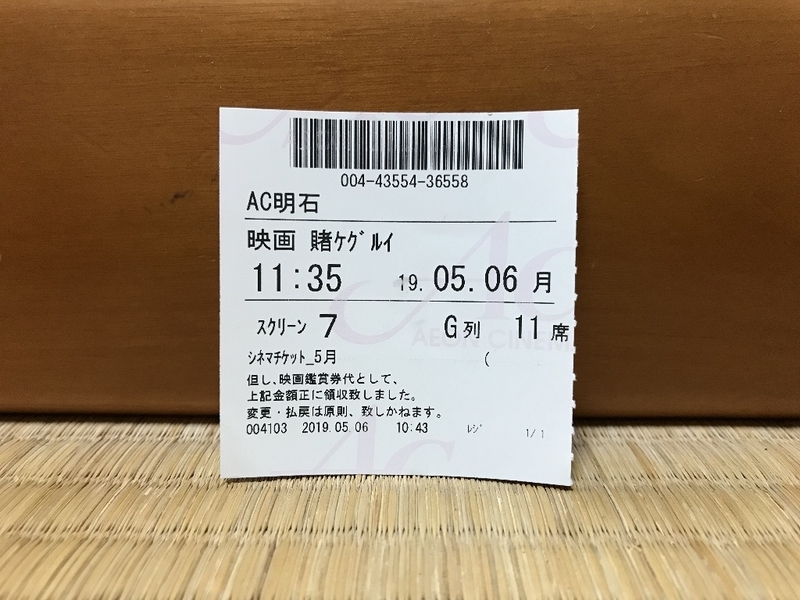 004-43554-36558
AC明石
映画 賭ｹｸﾞﾙｲ
11:35 19.05.06 月
ｽｸﾘｰﾝ 7 G列 11席
ÆON CINEM
ｼﾈﾏﾁｹｯﾄ_5月 (
但し､映画鑑賞券代として､
上記金額正に領収致しました｡
変更・払戻は原則、致しかねます｡
004103 2019.05.06 10:43 ﾚｼﾞ 1/1